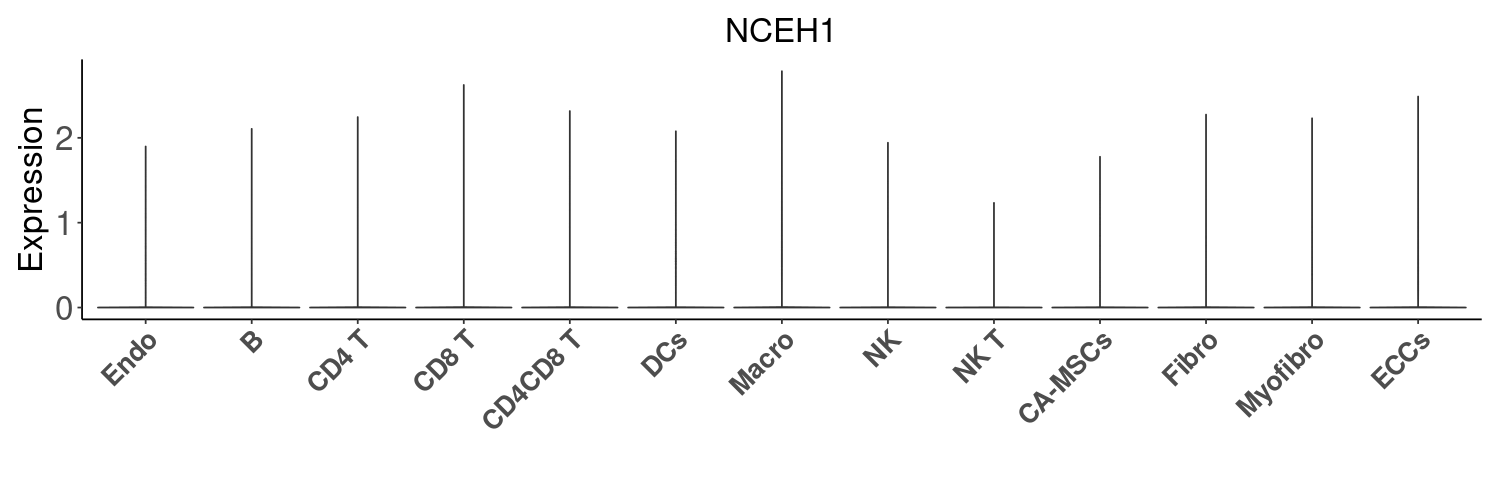 NCEH1
Expression
2
1
0
Endo
B
CD4 T
CD8 T
CD4CD8 T
DCs
Macro
NK
NK T
CA-MSCs
Fibro
Myofibro
ECCs